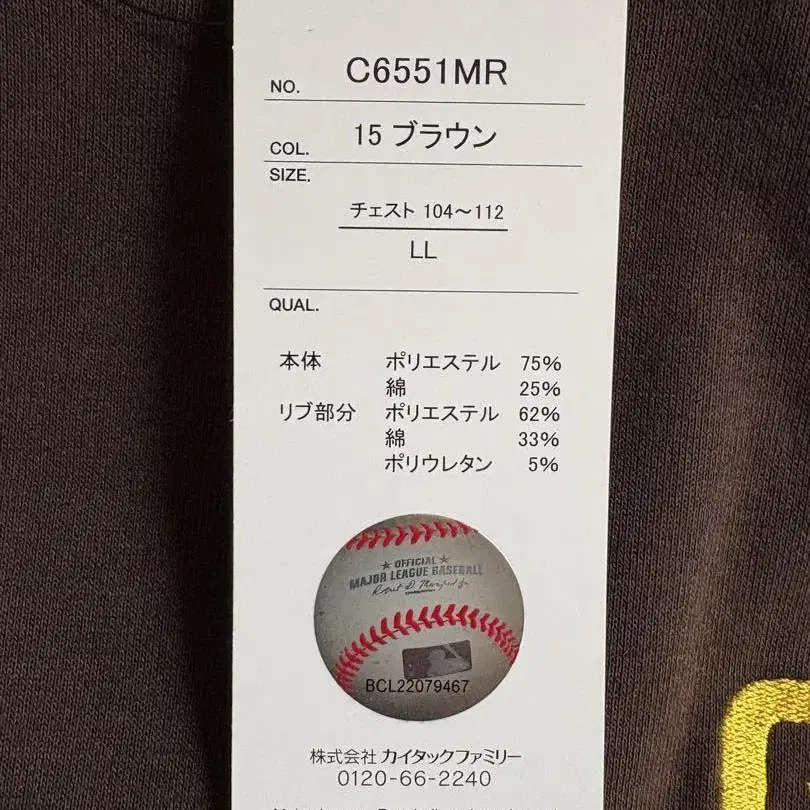 NO. C6551MR
COL. 15 ブラウン
SIZE.
チェスト 104～112
LL
QUAL.
本体 ポリエステル 75%
綿 25%
リブ部分 ポリエステル 62%
綿 33%
ポリウレタン 5%
★ OFFICIAL ★
MAJOR LEAGUE BASEBALL
BCL22079467
株式会社 カイタックファミリー
0120-66-2240